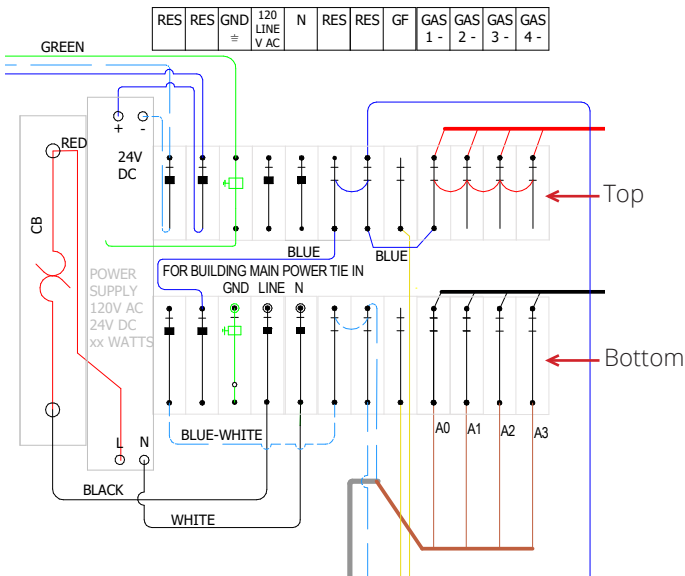 RES RES GND 120 LINE V AC N RES RES GF GAS 1 - GAS 2 - GAS 3 - GAS 4 -
GREEN
+ -
RED
24V
DC
Top
CB
BLUE
BLUE
FOR BUILDING MAIN POWER TIE IN
GND LINE N
POWER
SUPPLY
120V AC
24V DC
xx WATTS
Bottom
A0 A1 A2 A3
BLUE-WHITE
L N
BLACK
WHITE